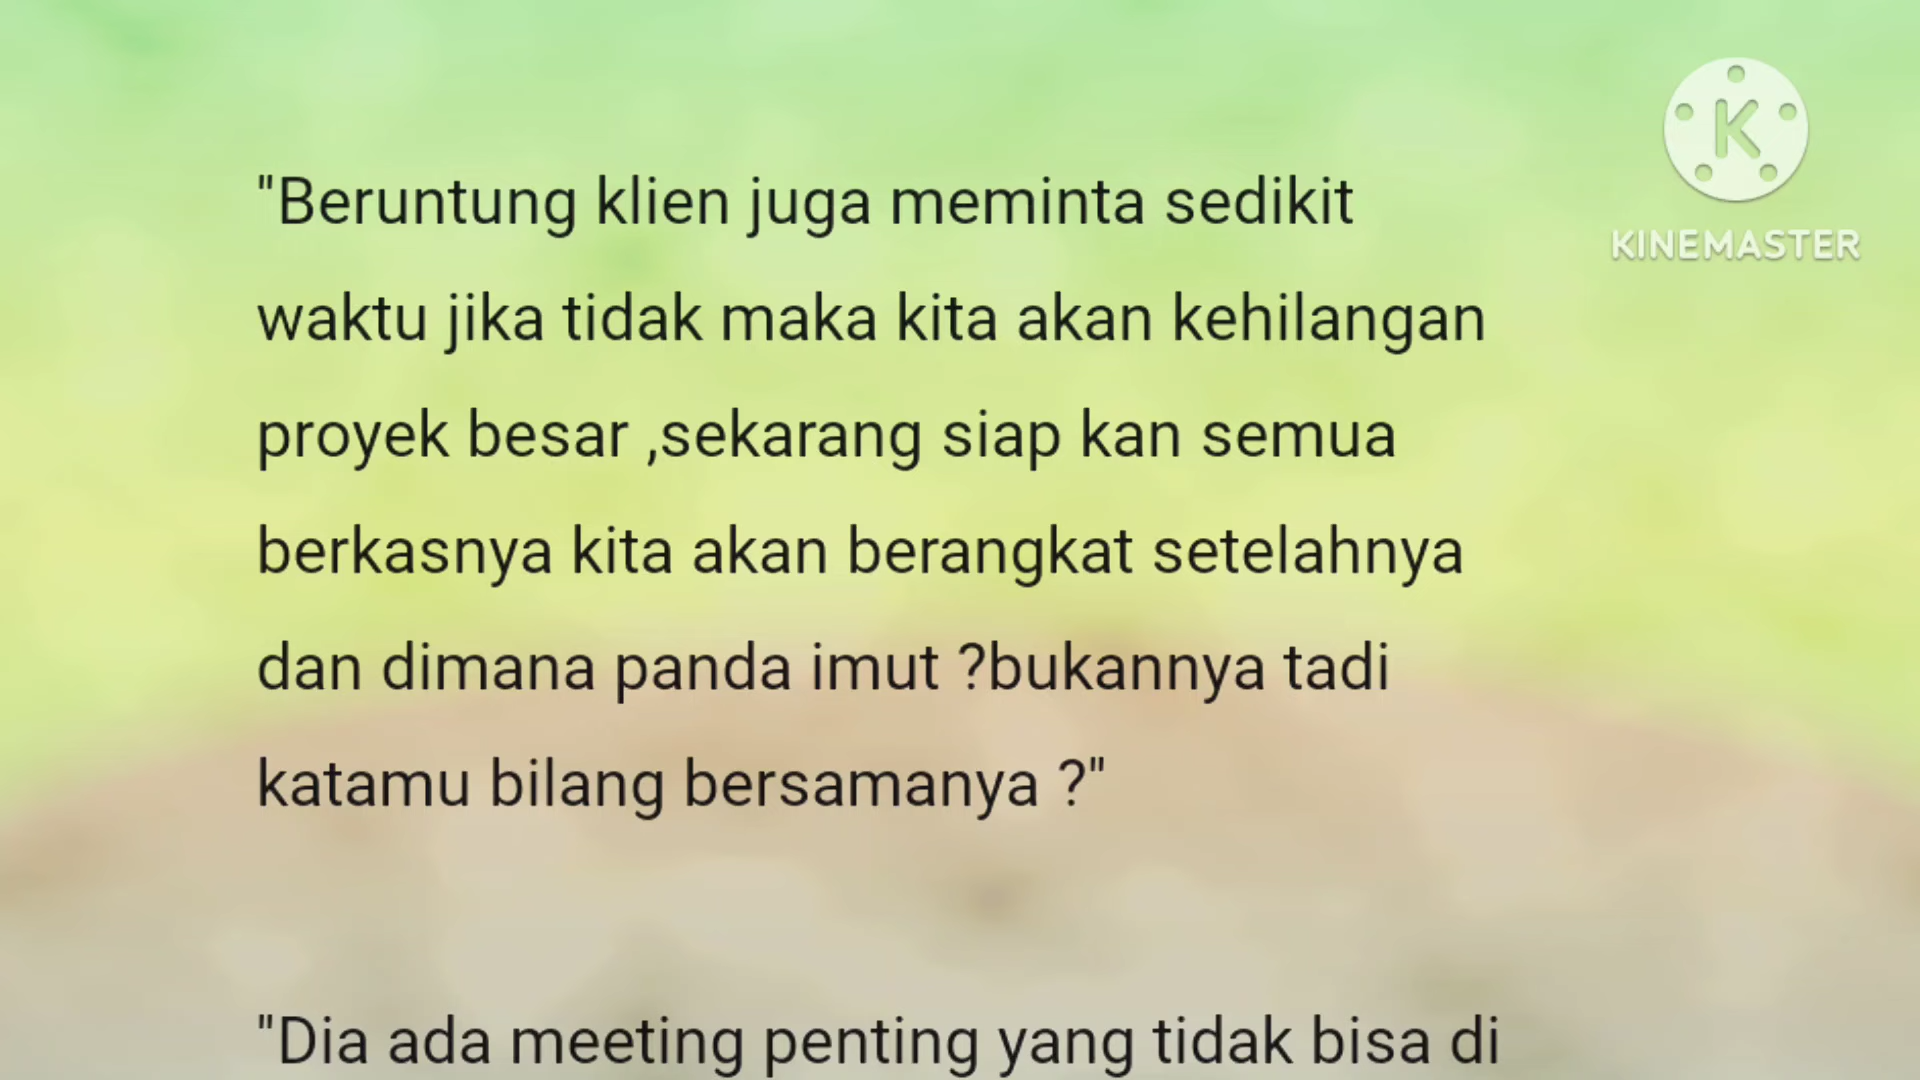 "Beruntung klien juga meminta sedikit
waktu jika tidak maka kita akan kehilangan
proyek besar ,sekarang siap kan semua
berkasnya kita akan berangkat setelahnya
dan dimana panda imut ?bukannya tadi
katamu bilang bersamanya ?"
"Dia ada meeting penting yang tidak bisa di
K
KINEMASTER